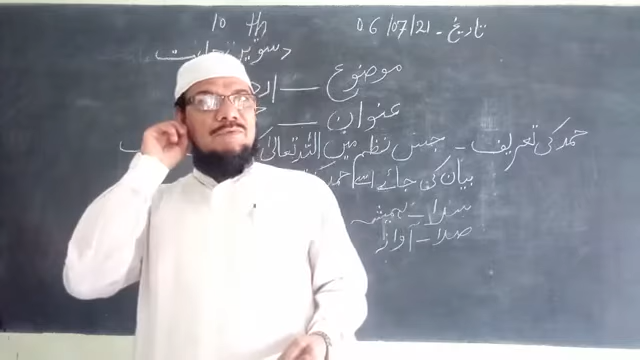 تاریخ - 06/07/21
10 th
دسویں جماعت
موضوع —
عنوان —
حمد کی تعریف - جس نظم میں اللہ تعالیٰ کی
بیان کی جائے اسے حمد
سدا - ہمیشہ
صدا - آواز